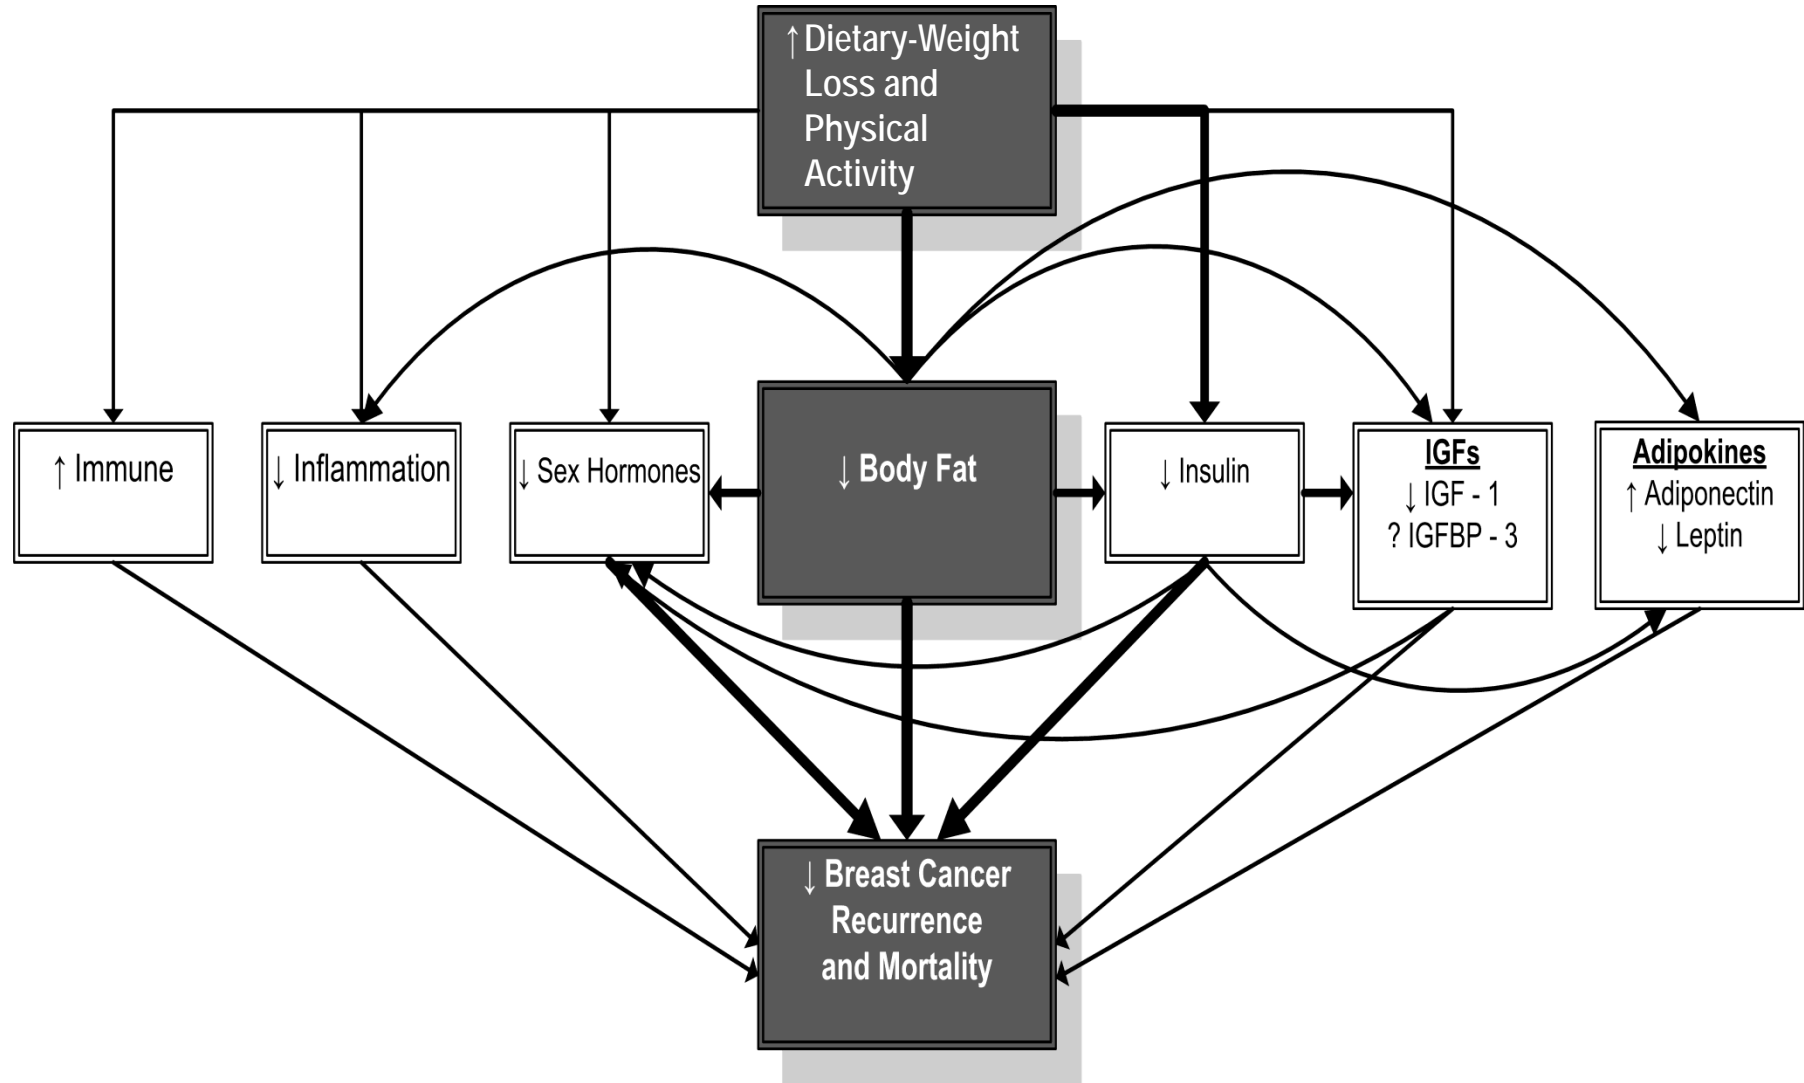 ↑ Dietary-Weight
Loss and
Physical
Activity
↑ Immune
↓ Inflammation
↓ Sex Hormones
↓ Body Fat
↓ Insulin
IGFs
↓ IGF - 1
? IGFBP - 3
Adipokines
↑ Adiponectin
↓ Leptin
↓ Breast Cancer
Recurrence
and Mortality